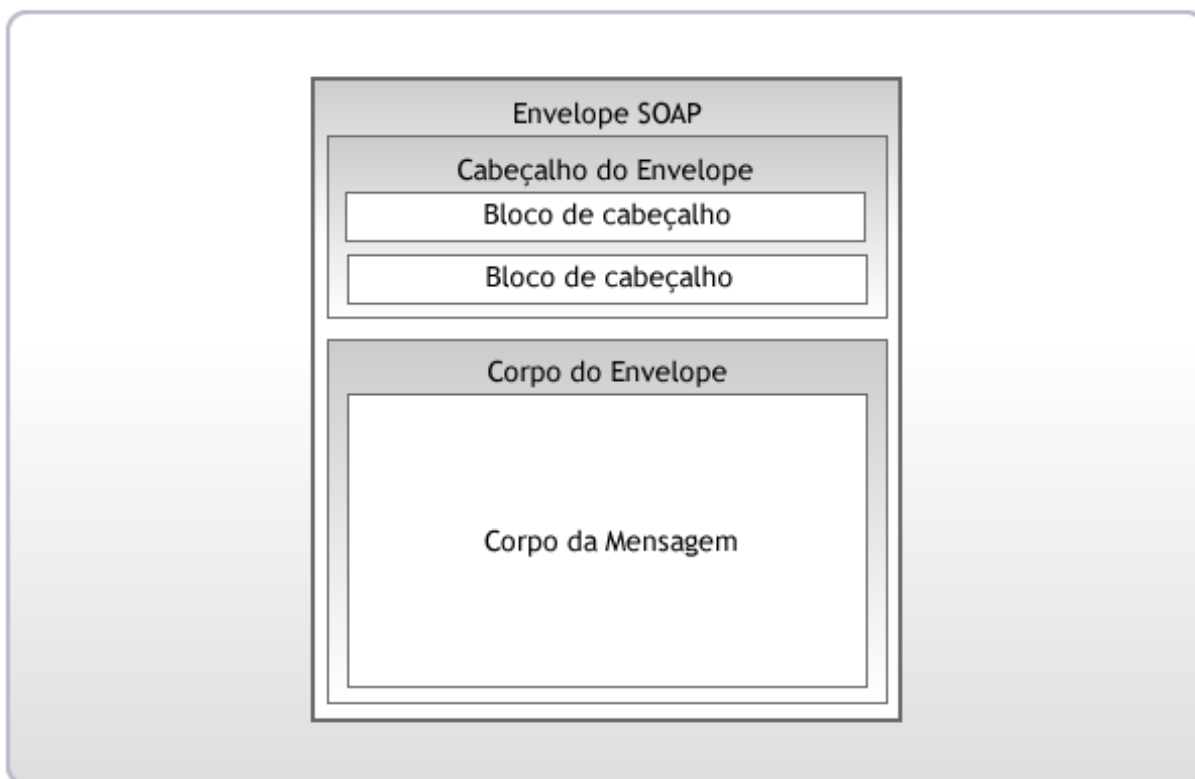 Envelope SOAP
Cabeçalho do Envelope
Bloco de cabeçalho
Bloco de cabeçalho
Corpo do Envelope
Corpo da Mensagem